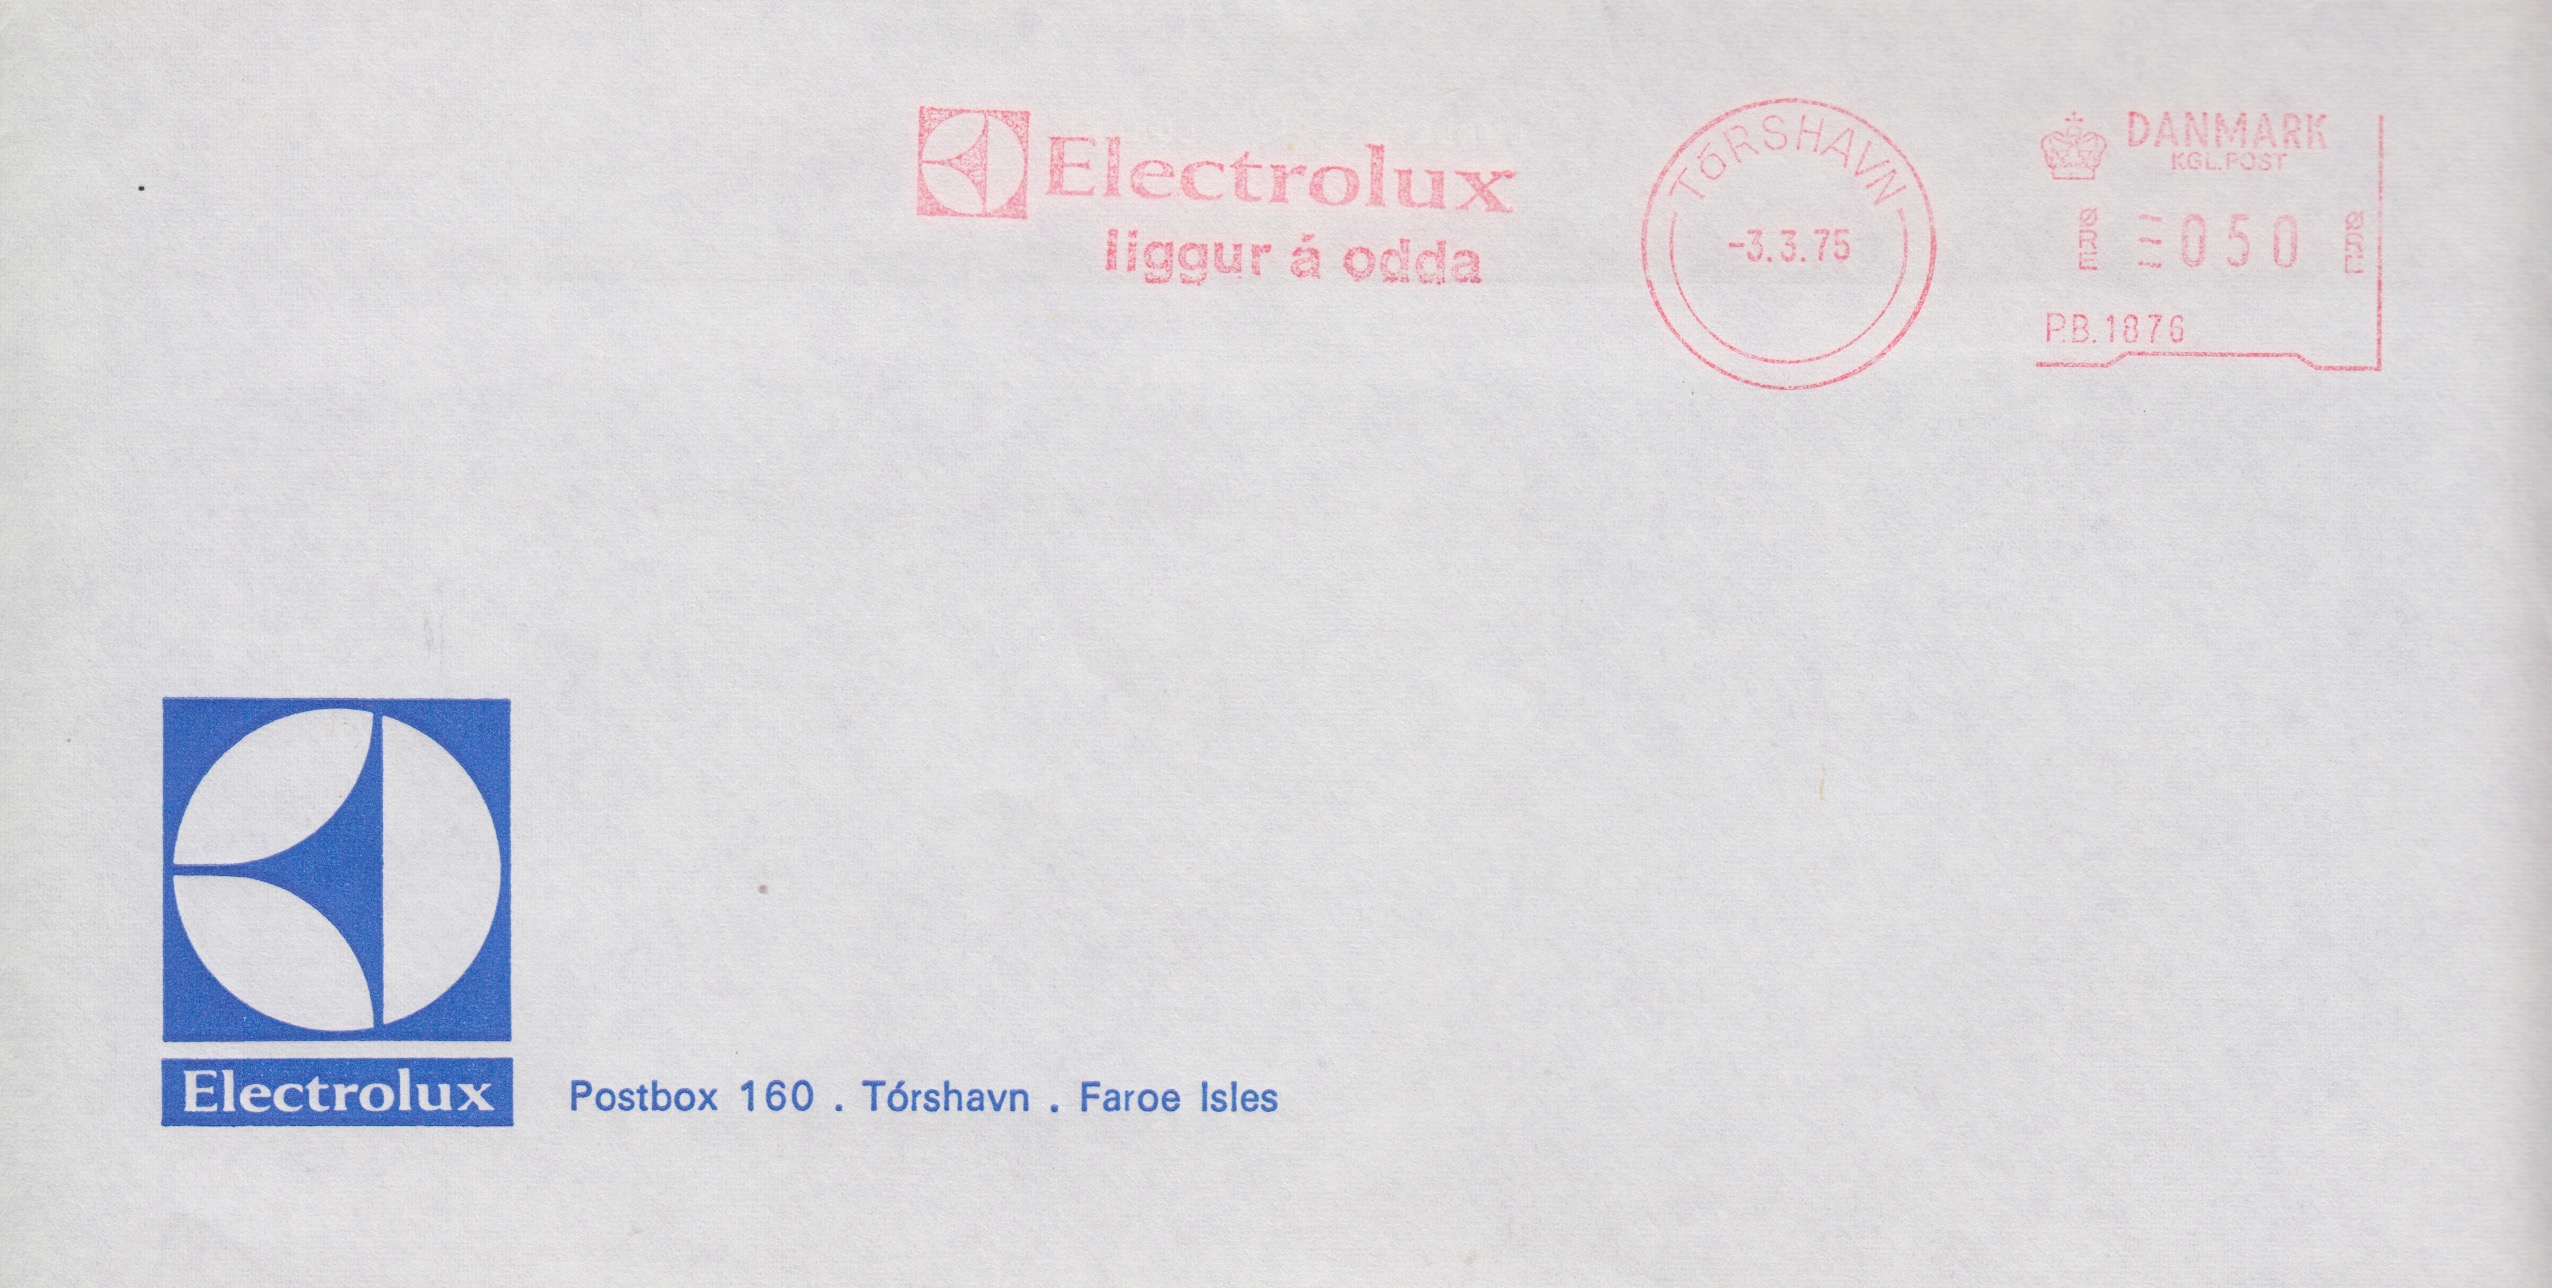 Electrolux
liggur á odda
TÓRSHAVN
-3.3.75
DANMARK
KGL.POST
ØRE 050 ØRE
P.B.1876
Electrolux
Postbox 160 . Tórshavn . Faroe Isles